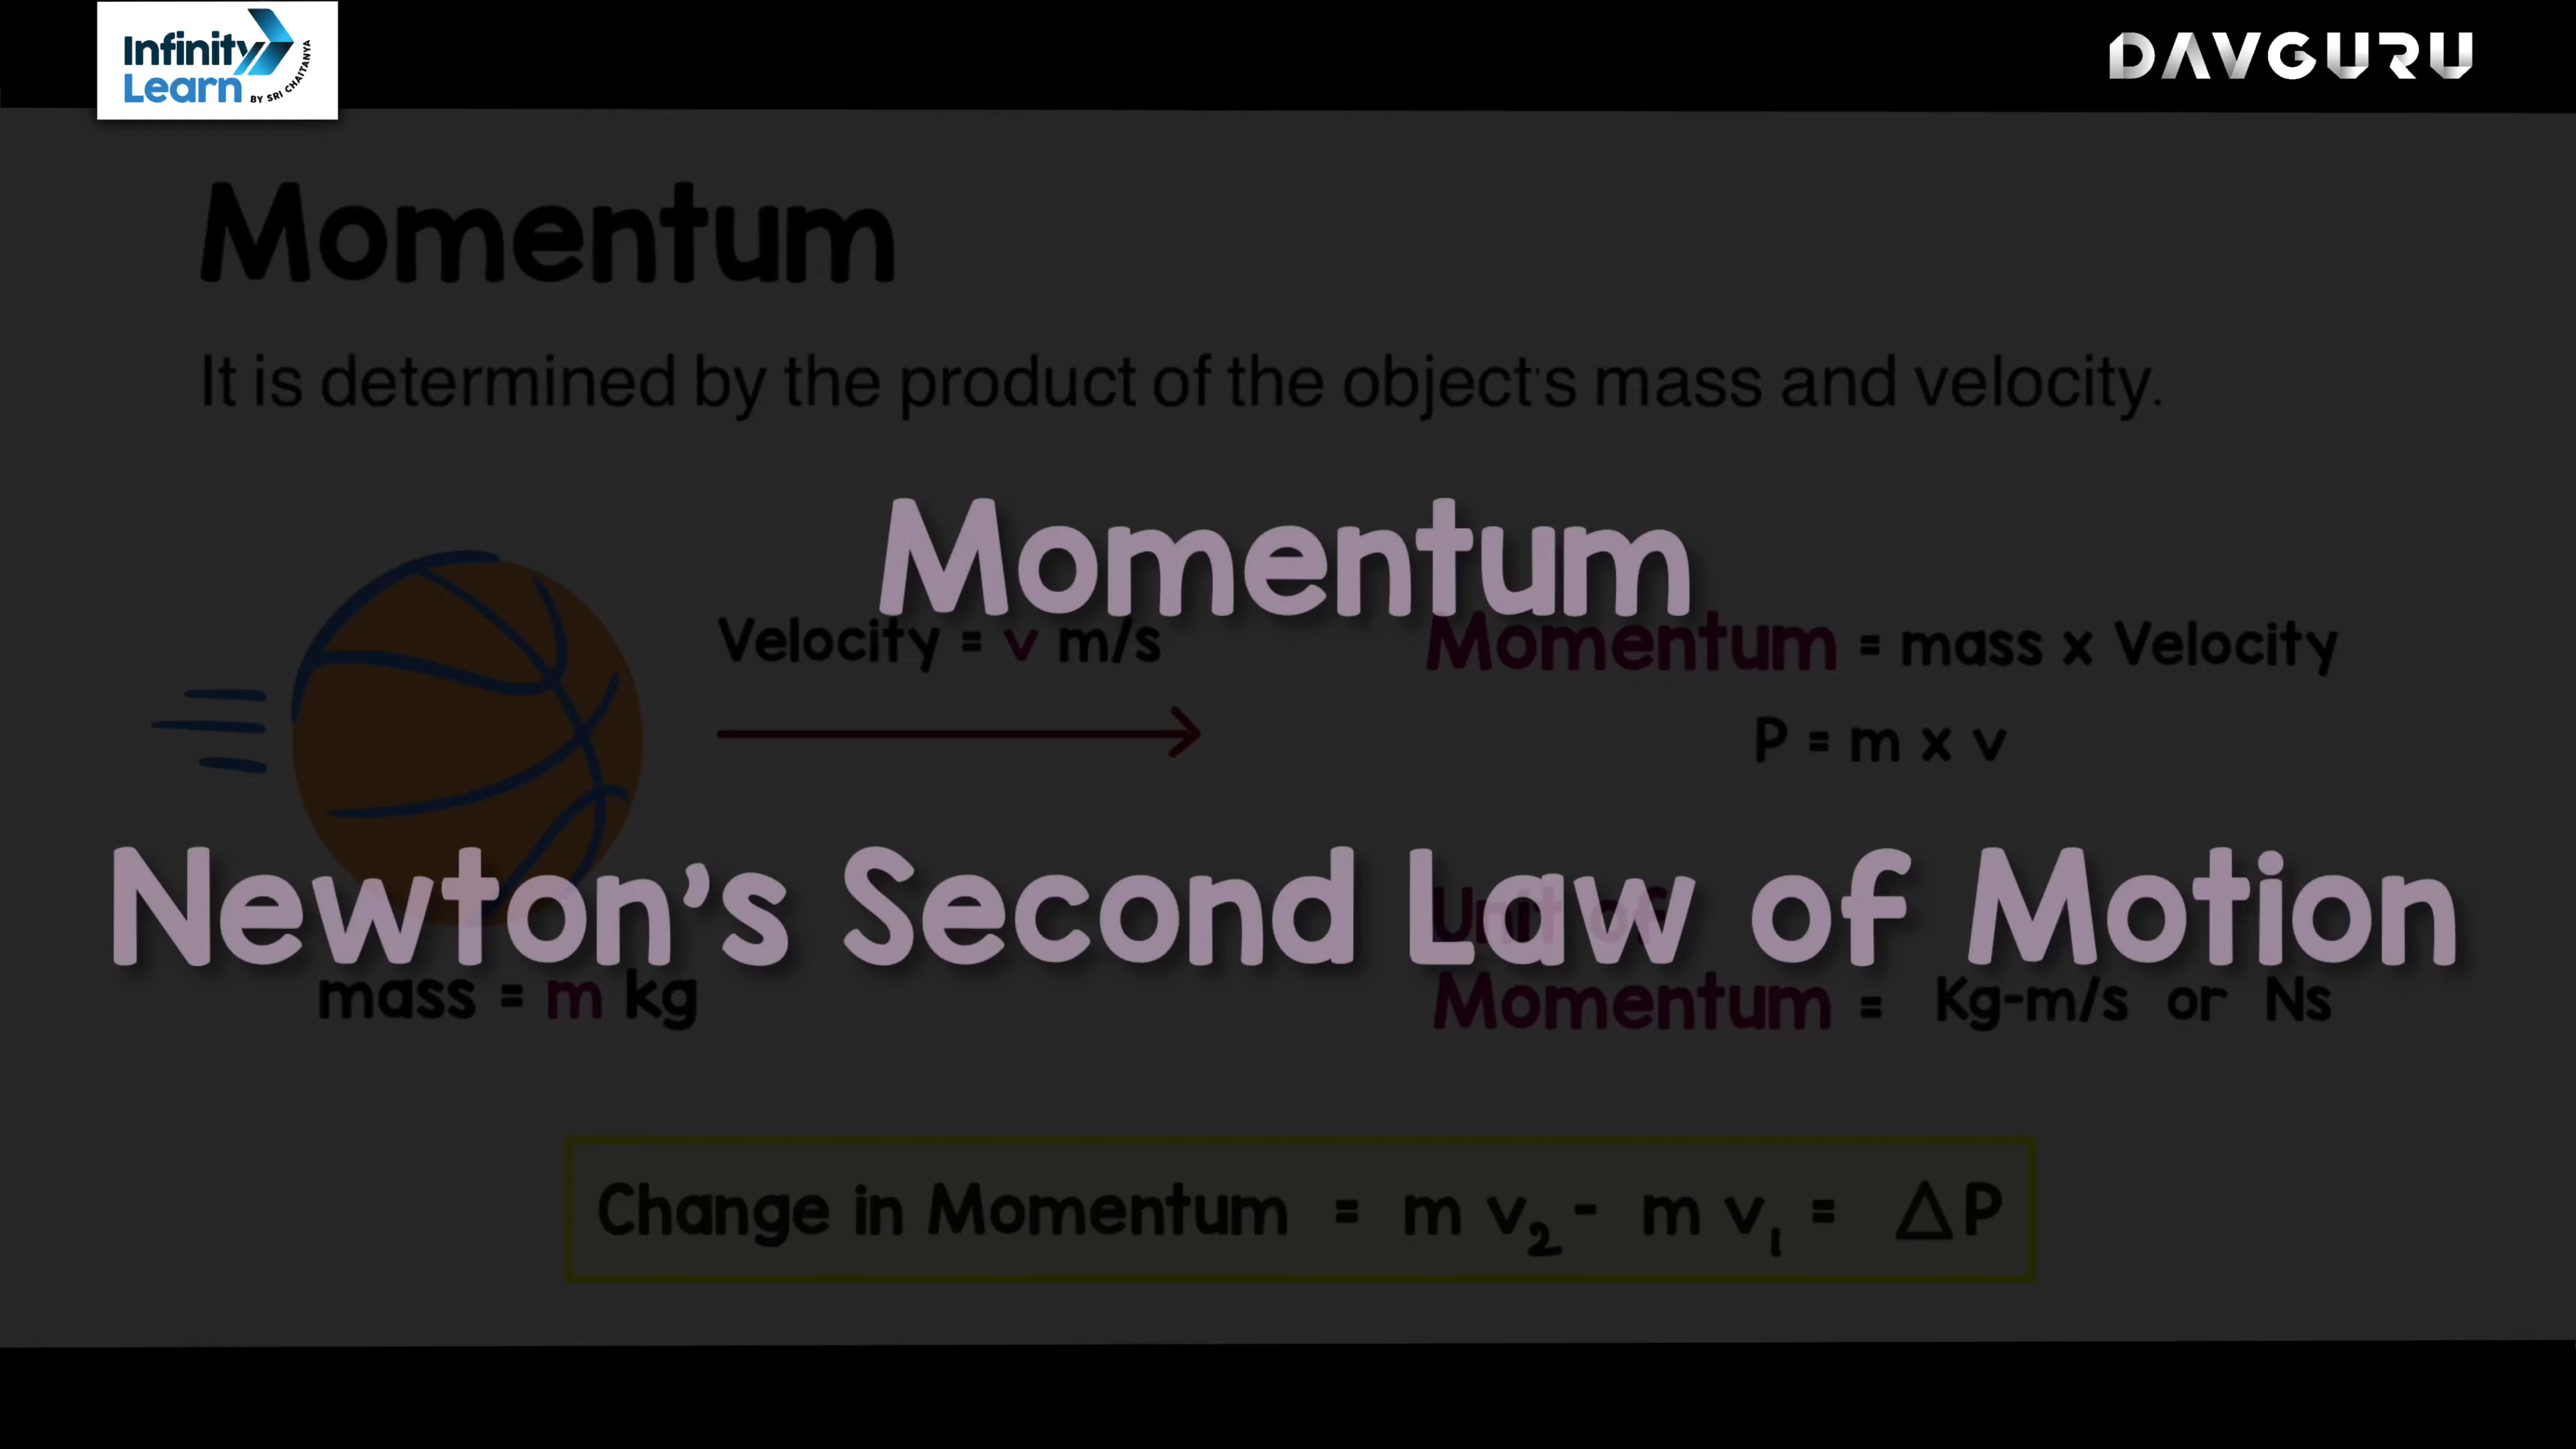 Infinity
Learn
BY SRI CHAITANYA
DAVGURU
Momentum
It is determined by the product of the object's mass and velocity.
Momentum
Velocity = v m/s
Momentum = mass x Velocity
P = m x v
Newton's Second Law of Motion
Unit of
mass = m kg
Momentum = Kg-m/s or Ns
Change in Momentum = m v₂ - m v₁ = △P